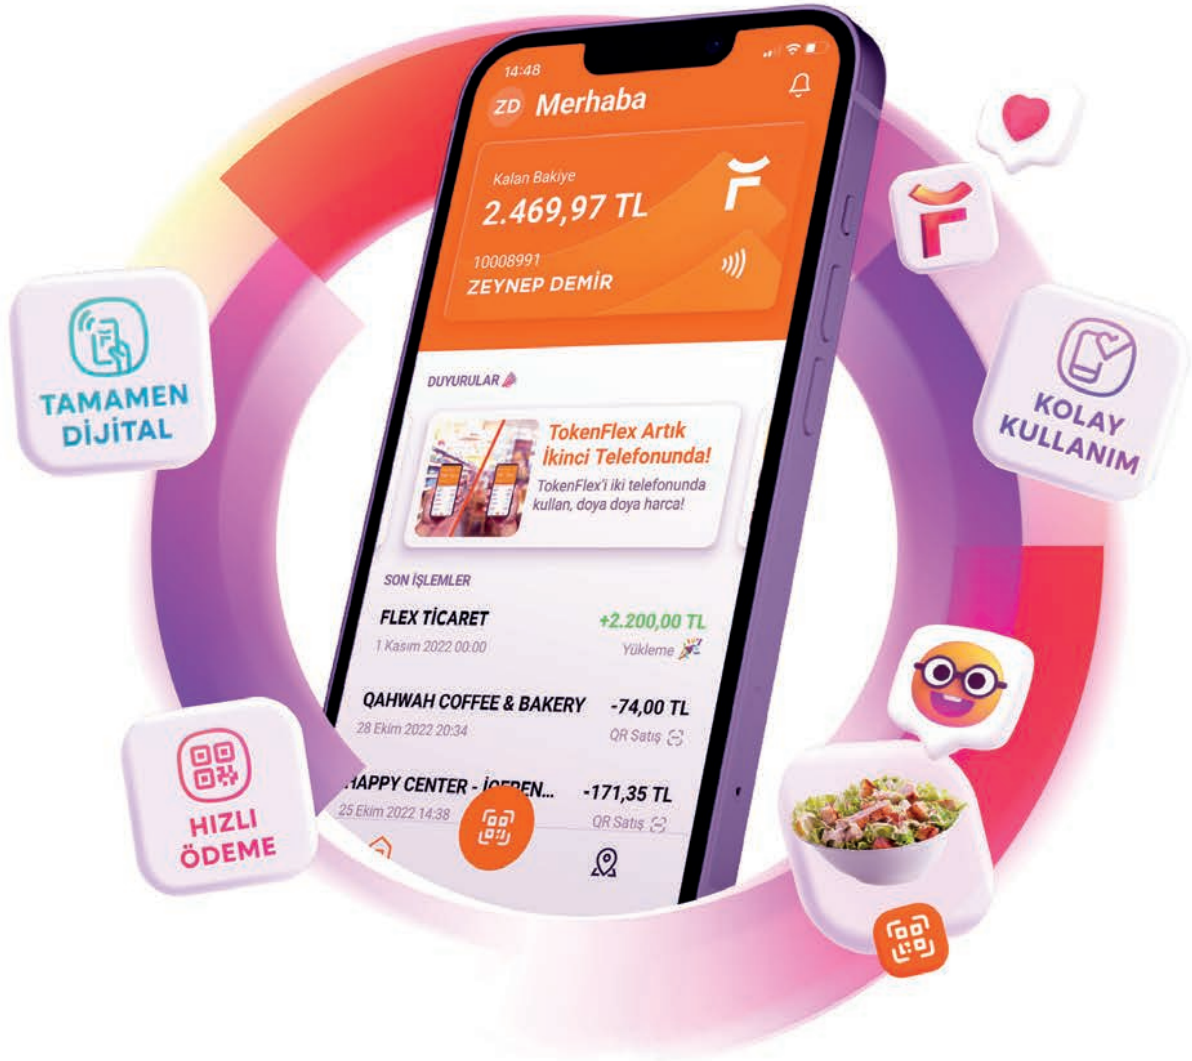 14:48
ZD Merhaba
Kalan Bakiye
2.469,97 TL
10008991
ZEYNEP DEMİR
DUYURULAR
TokenFlex Artık
İkinci Telefonunda!
TokenFlex'i iki telefonunda
kullan, doya doya harca!
SON İŞLEMLER
FLEX TİCARET +2.200,00 TL
1 Kasım 2022 00:00 Yükleme
QAHWAH COFFEE & BAKERY -74,00 TL
28 Ekim 2022 20:34 QR Satış
HAPPY CENTER - İÇEREN... -171,35 TL
25 Ekim 2022 14:38 QR Satış
TAMAMEN
DİJİTAL
KOLAY
KULLANIM
HIZLI
ÖDEME